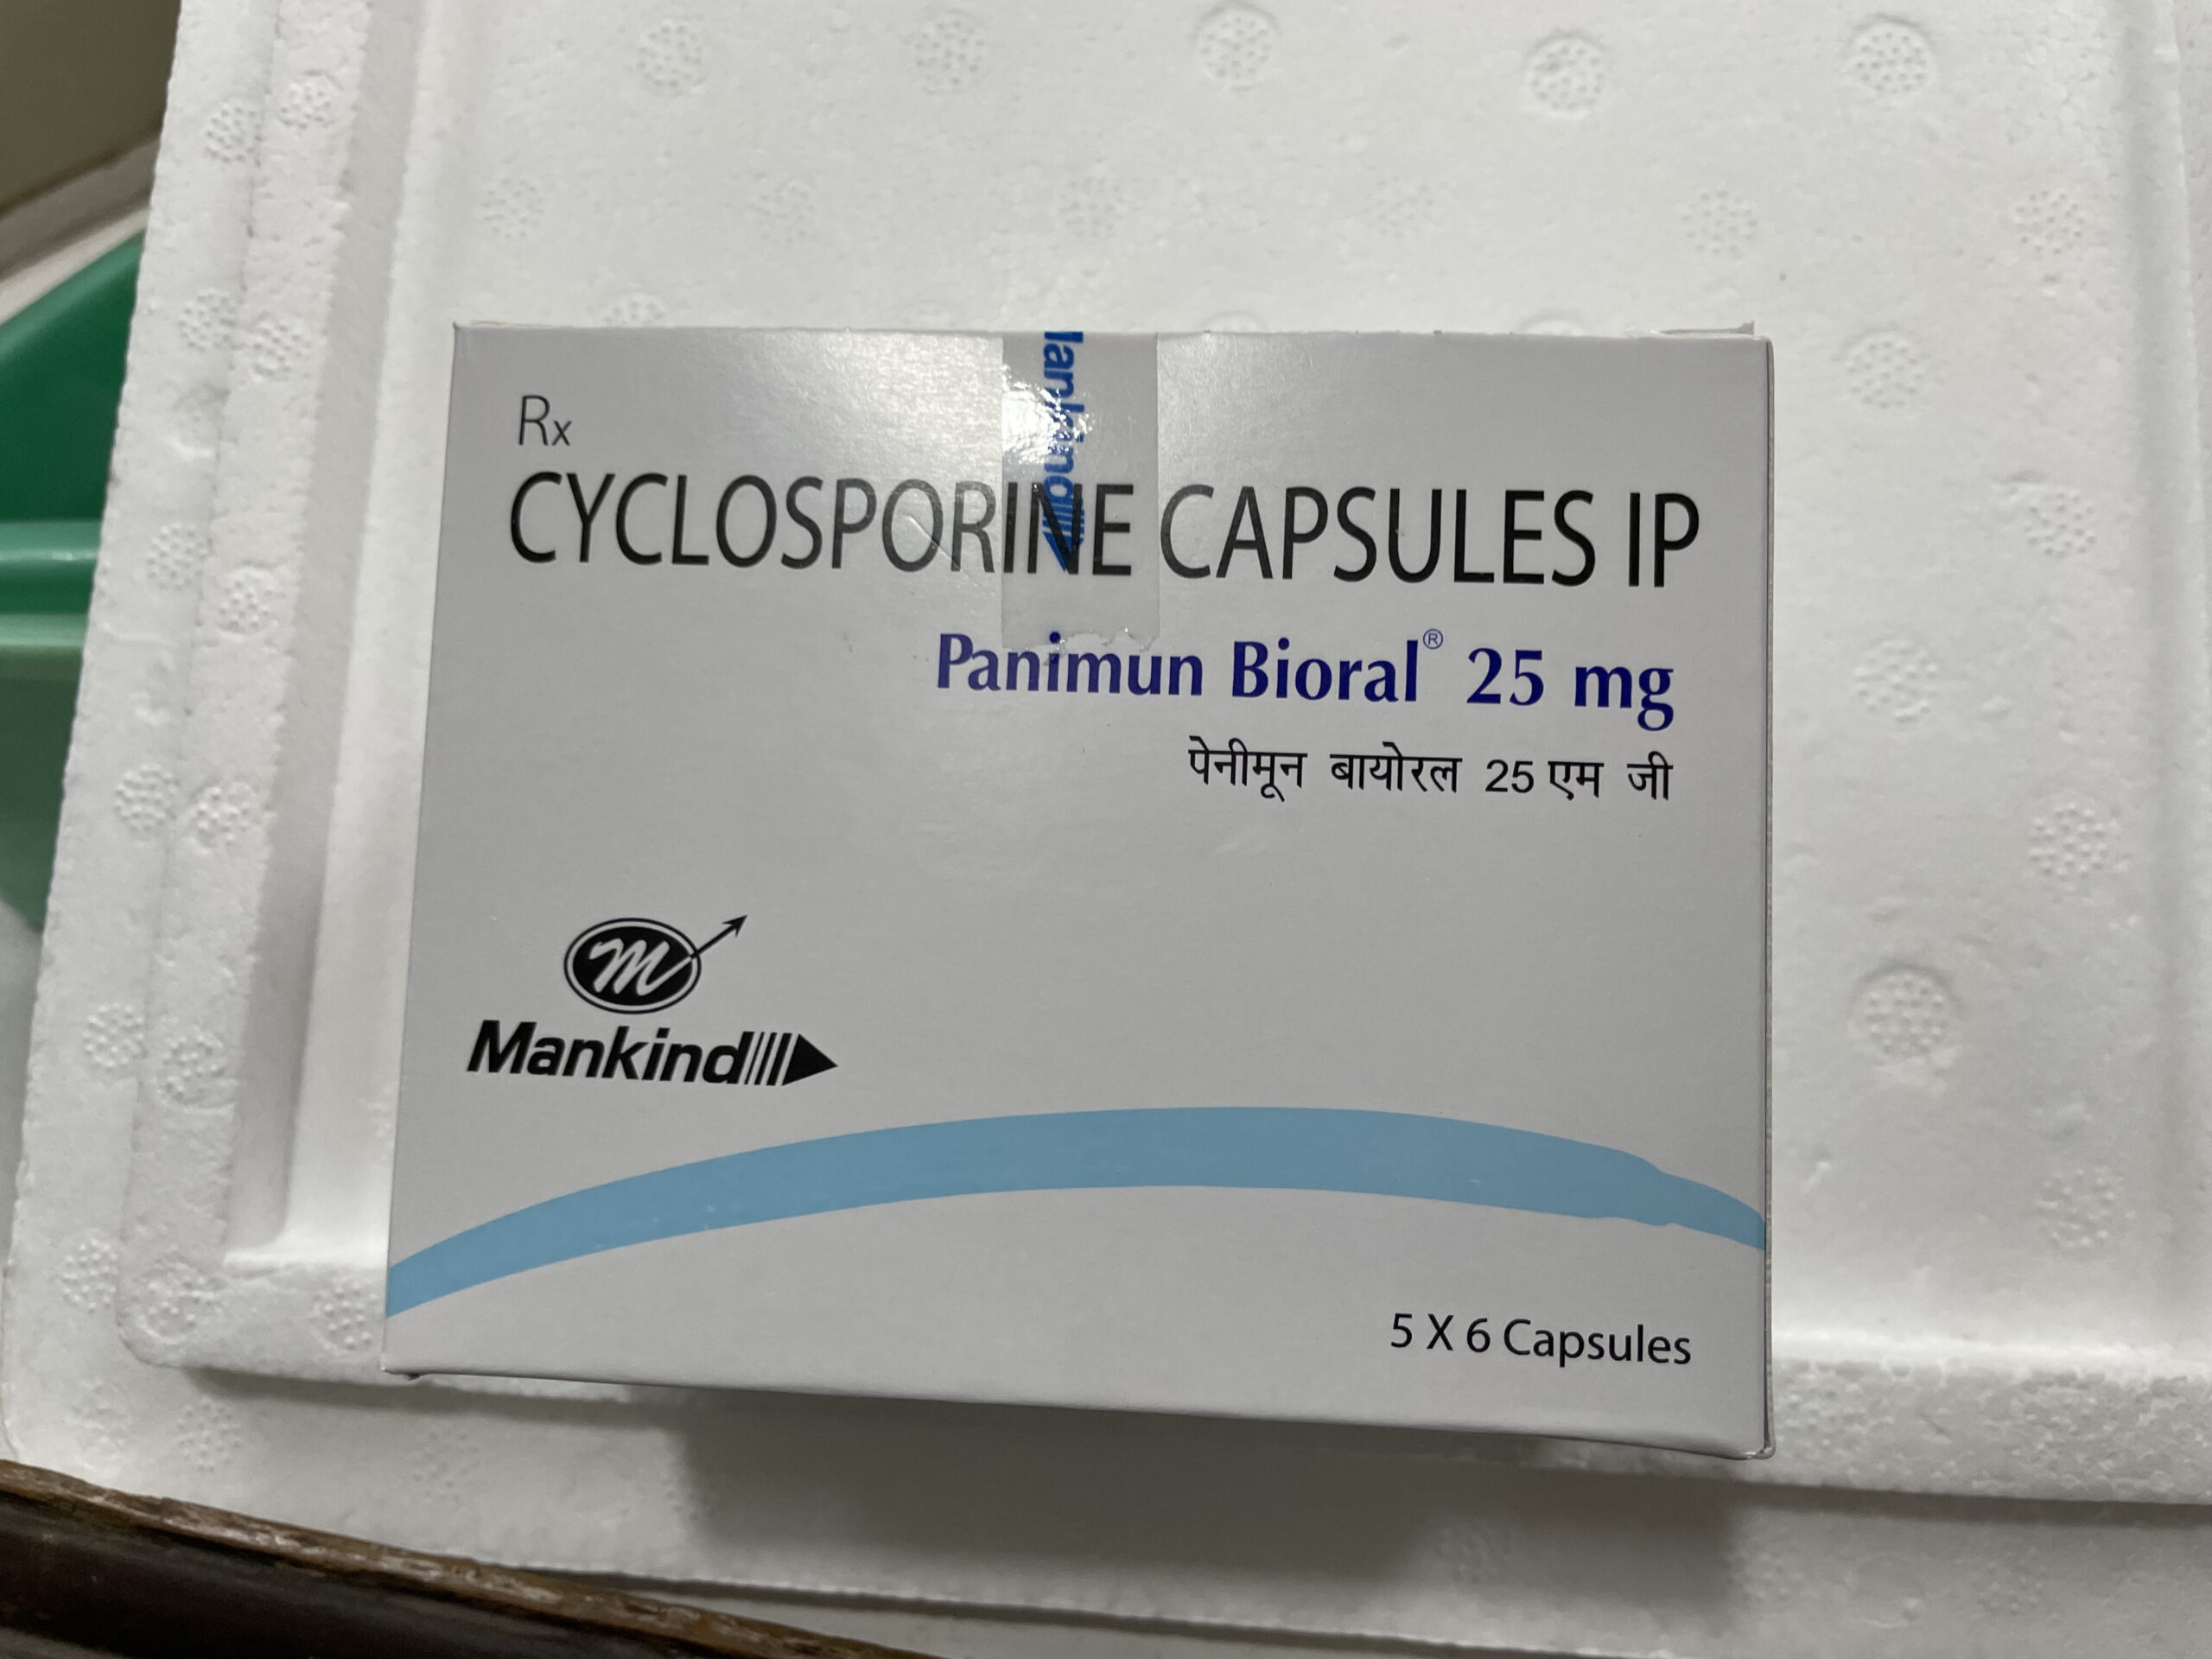 Rx
CYCLOSPORINE CAPSULES IP
Panimun Bioral® 25 mg
पेनीमून बायोरल 25 एम जी
m
Mankind
5 X 6 Capsules